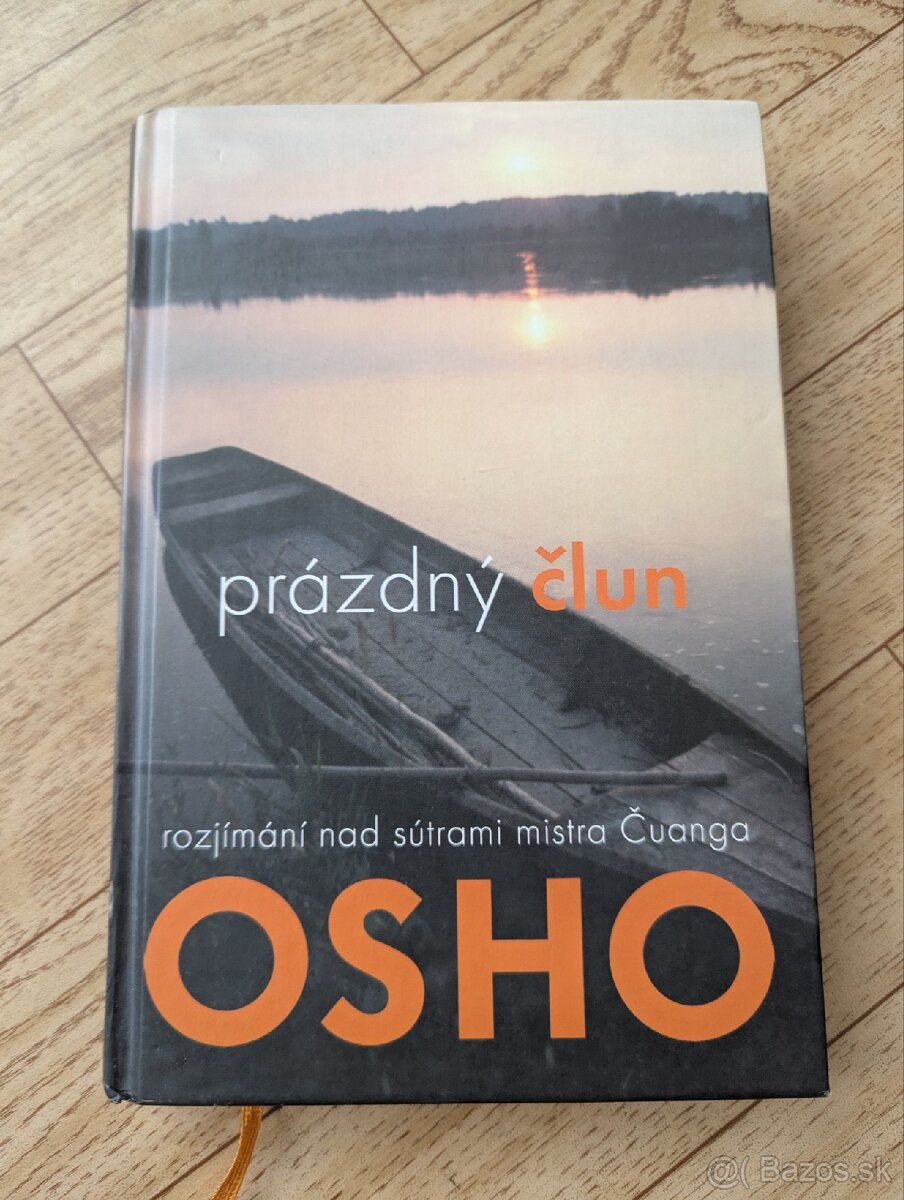 prázdný člun
rozjímání nad sútrami mistra Čuanga
OSHO
@( Bazos.sk